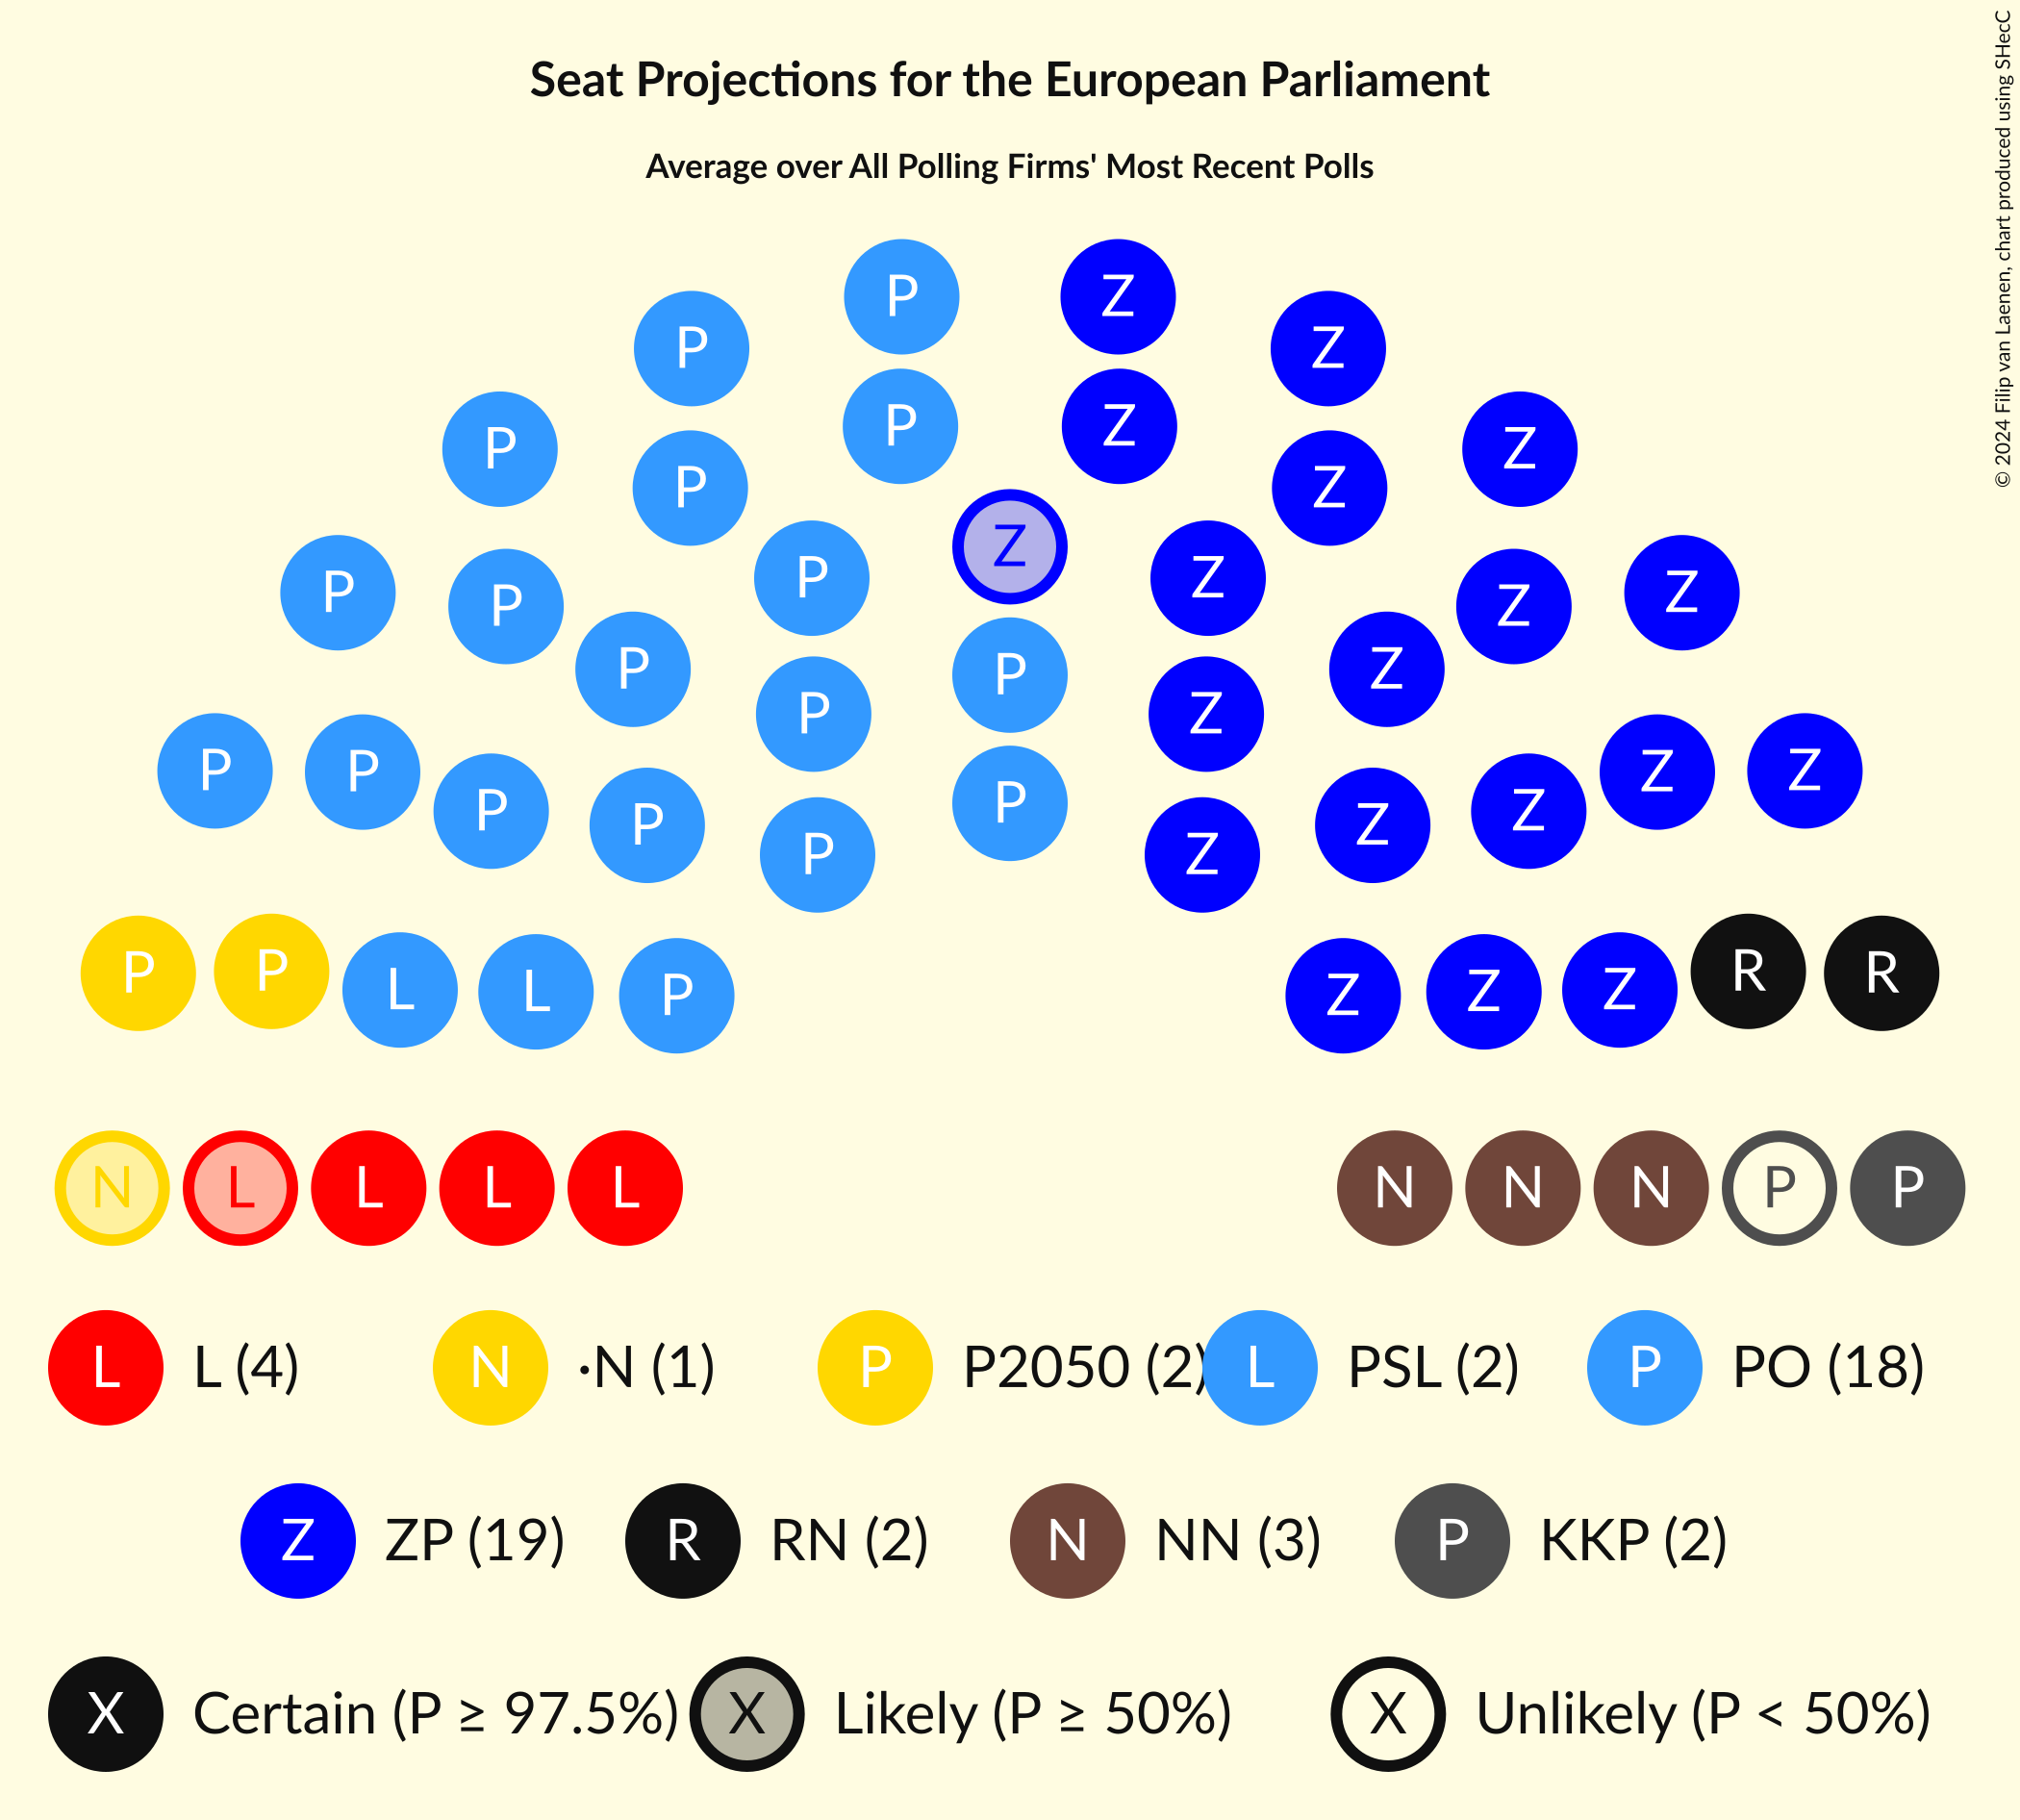 Seat Projections for the European Parliament
Average over All Polling Firms' Most Recent Polls
© 2024 Filip van Laenen, chart produced using SHecC
P Z
P Z
P Z
P Z
P Z
P Z
Z
P Z
P Z
P Z
P Z
P
P Z
P P Z Z
P Z
P
P Z
P Z
P P L L P Z Z Z R R
N L L L L N N N P P
L L (4) N ·N (1) P P2050 (2) L PSL (2) P PO (18)
Z ZP (19) R RN (2) N NN (3) P KKP (2)
X Certain (P ≥ 97.5%) X Likely (P ≥ 50%) X Unlikely (P < 50%)